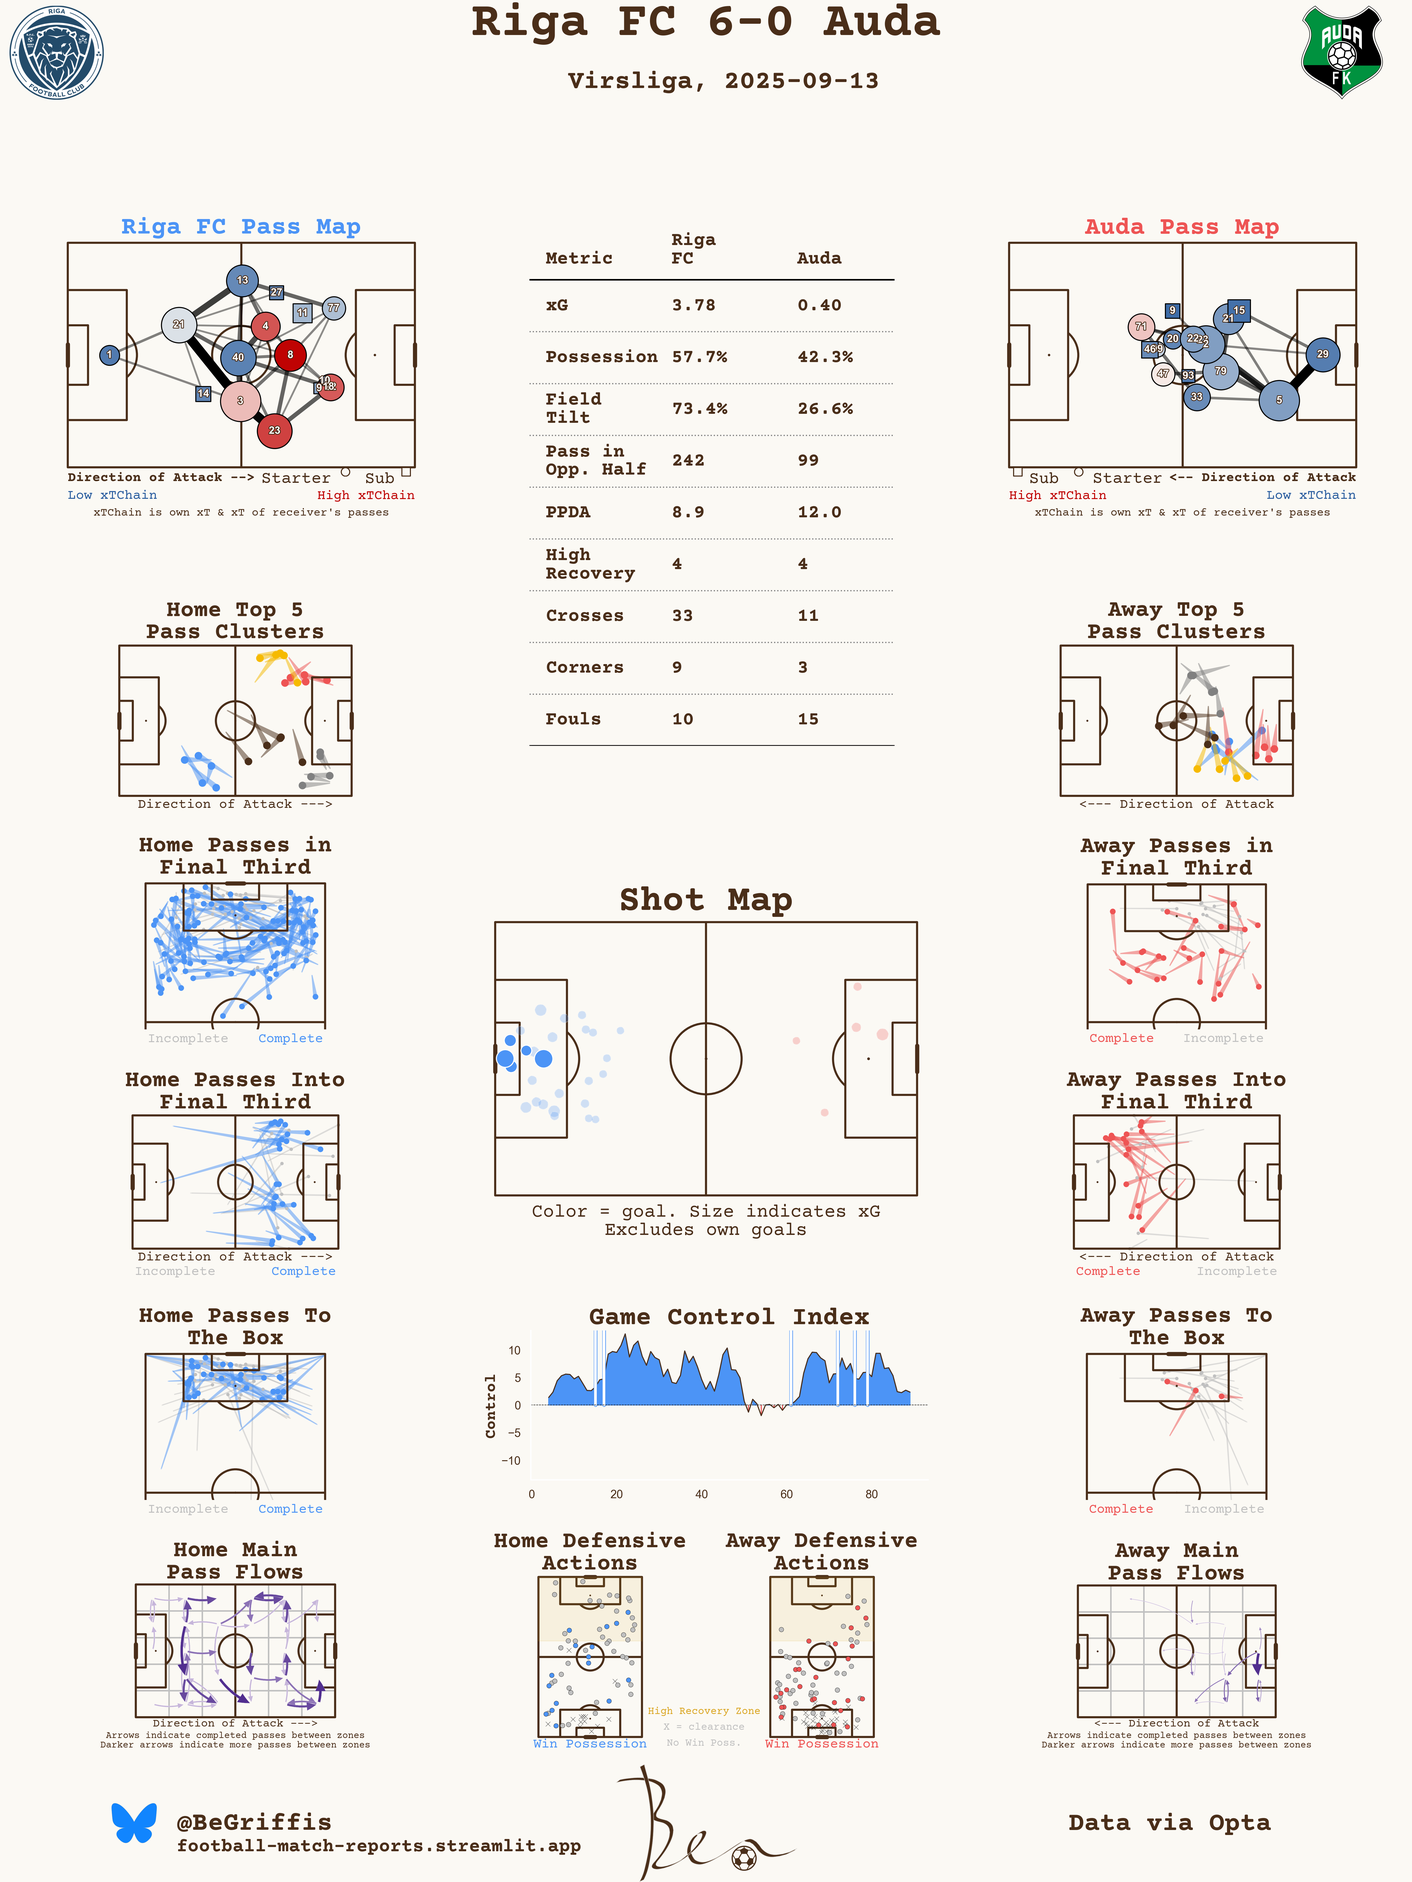 Riga FC 6-0 Auda
Virsliga, 2025-09-13
RIGA
FOOTBALL CLUB
AUDA
FK
Riga FC Pass Map
1
21
13
27
77
11
4
40
8
14
3
23
10
9
18
Direction of Attack --> Starter Sub
Low xTChain High xTChain
xTChain is own xT & xT of receiver's passes
Metric Riga FC Auda
xG 3.78 0.40
Possession 57.7% 42.3%
Field Tilt 73.4% 26.6%
Pass in Opp. Half 242 99
PPDA 8.9 12.0
High Recovery 4 4
Crosses 33 11
Corners 9 3
Fouls 10 15
Auda Pass Map
71
9
20
46
47
93
33
22
21
15
79
5
29
Sub Starter <-- Direction of Attack
High xTChain Low xTChain
xTChain is own xT & xT of receiver's passes
Home Top 5
Pass Clusters
Direction of Attack --->
Away Top 5
Pass Clusters
<--- Direction of Attack
Home Passes in
Final Third
Incomplete Complete
Away Passes in
Final Third
Complete Incomplete
Shot Map
Color = goal. Size indicates xG
Excludes own goals
Home Passes Into
Final Third
Direction of Attack --->
Incomplete Complete
Away Passes Into
Final Third
<--- Direction of Attack
Complete Incomplete
Game Control Index
Control
10
5
0
−5
−10
0 20 40 60 80
Home Passes To
The Box
Incomplete Complete
Away Passes To
The Box
Complete Incomplete
Home Main
Pass Flows
Direction of Attack --->
Arrows indicate completed passes between zones
Darker arrows indicate more passes between zones
Home Defensive
Actions
Win Possession
High Recovery Zone
X = clearance
No Win Poss.
Away Defensive
Actions
Win Possession
Away Main
Pass Flows
<--- Direction of Attack
Arrows indicate completed passes between zones
Darker arrows indicate more passes between zones
@BeGriffis
football-match-reports.streamlit.app
Ben
Data via Opta